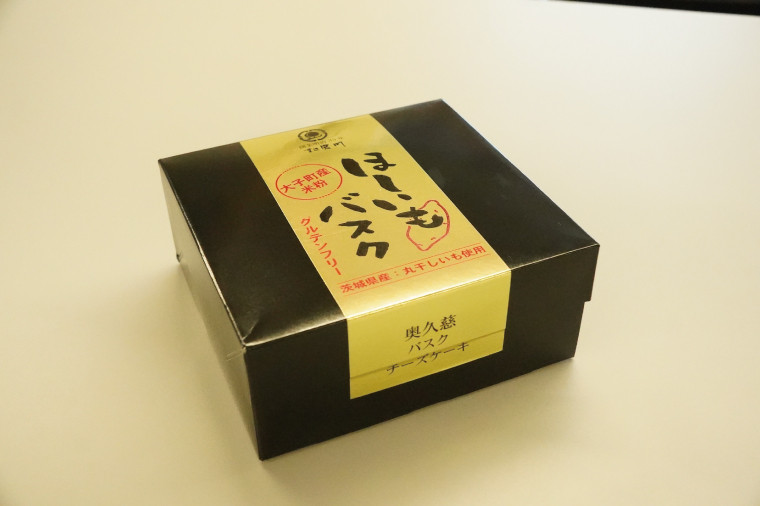 大子町産
米粉
ほしいも
バスク
グルテンフリー
茨城県産：丸干しいも使用
奥久慈
バスク
チーズケーキ